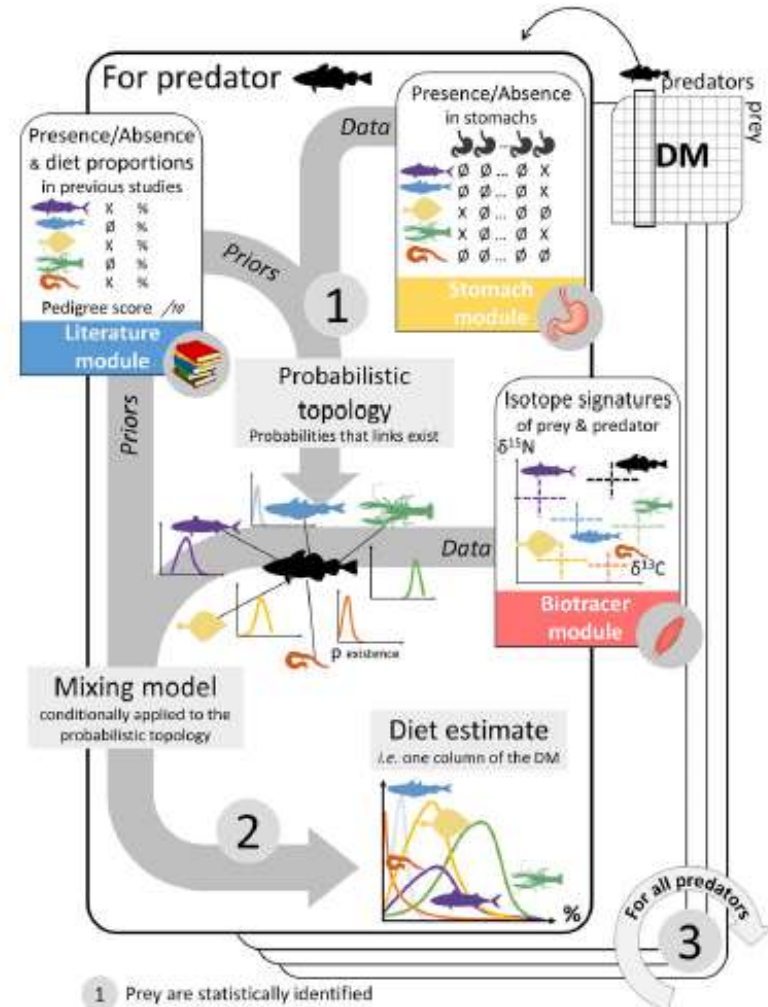 For predator
predators
prey
DM
Presence/Absence
& diet proportions
in previous studies
X %
Ø %
X %
Ø %
X %
Pedigree score /10
Literature
module
Data
Presence/Absence
in stomachs
...
Ø Ø ... Ø X
Ø Ø ... Ø Ø
X Ø ... Ø Ø
X Ø ... Ø X
Ø Ø ... Ø Ø
Stomach
module
Priors
1
Priors
Probabilistic
topology
Probabilities that links exist
Isotope signatures
of prey & predator
δ¹⁵N
δ¹³C
Biotracer
module
Data
p existence
Mixing model
conditionally applied to the
probabilistic topology
Diet estimate
i.e. one column of the DM
2
%
For all predators
3
1 Prey are statistically identified